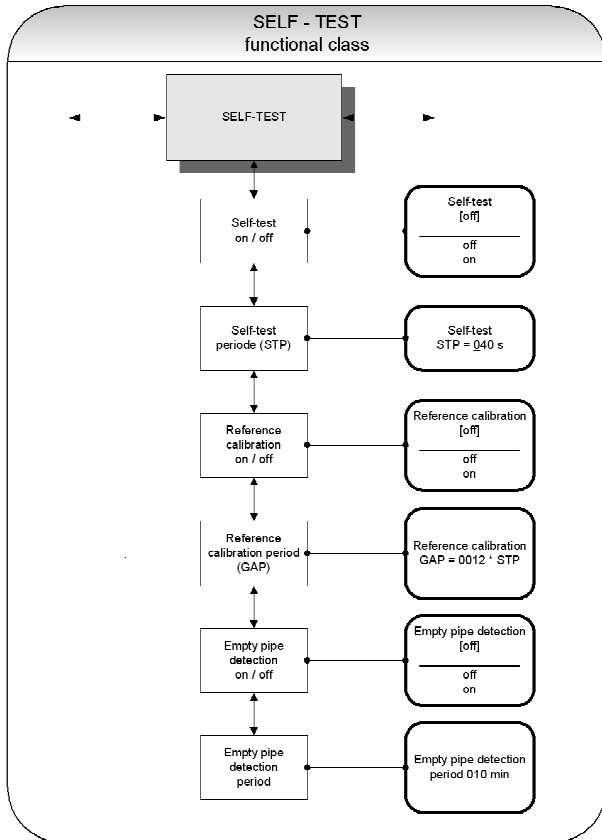 SELF - TEST
functional class
SELF-TEST
Self-test
on / off
Self-test
[off]
off
on
Self-test
periode (STP)
Self-test
STP = 040 s
Reference
calibration
on / off
Reference calibration
[off]
off
on
Reference
calibration period
(GAP)
Reference calibration
GAP = 0012 * STP
Empty pipe
detection
on / off
Empty pipe detection
[off]
off
on
Empty pipe
detection
period
Empty pipe detection
period 010 min